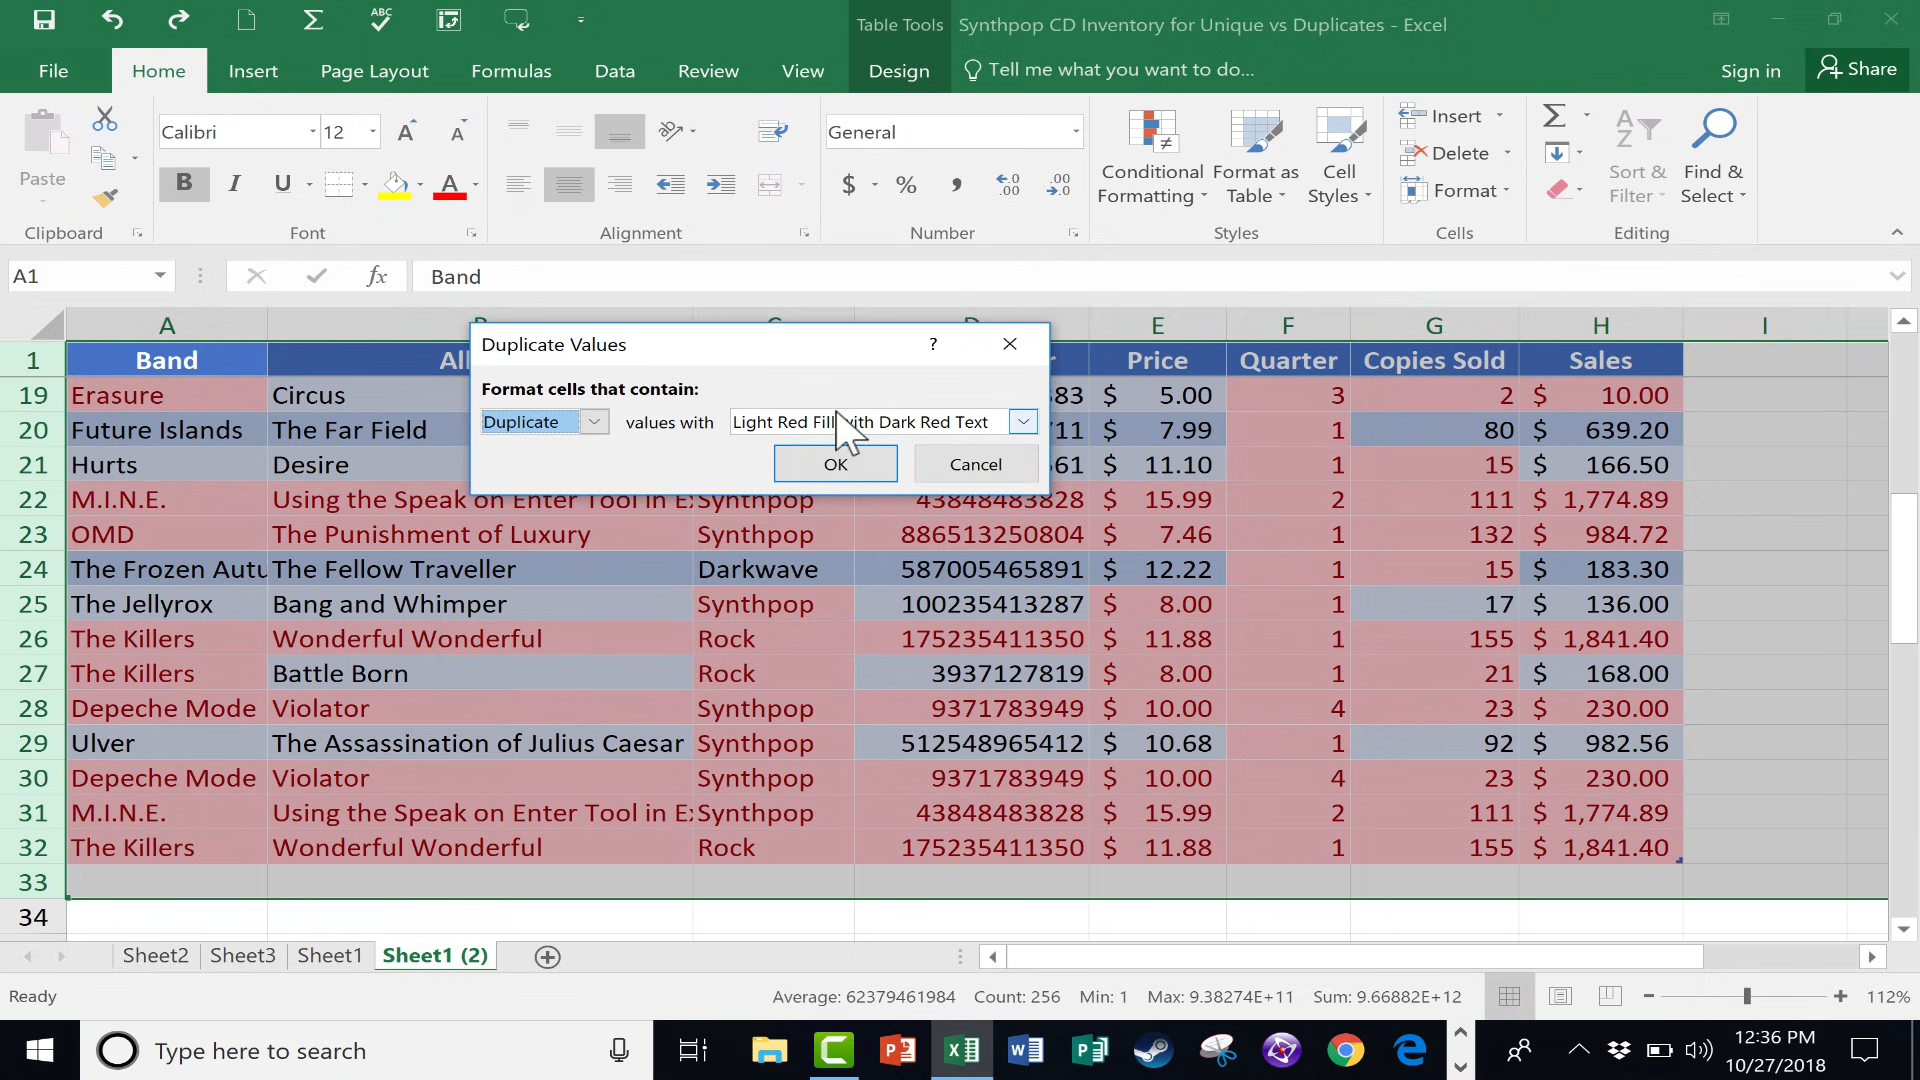 ABC
Table Tools
Synthpop CD Inventory for Unique vs Duplicates - Excel
File Home Insert Page Layout Formulas Data Review View Design Tell me what you want to do... Sign in Share
Paste
Calibri 12 A A
B I U A
General
$ % , .00 .0
Conditional Formatting
Format as Table
Cell Styles
Insert
Delete
Format
Sort & Filter
Find & Select
Clipboard Font Alignment Number Styles Cells Editing
A1 fx Band
A E F G H I
1 Band Price Quarter Copies Sold Sales
Duplicate Values ?
Format cells that contain:
Duplicate values with Light Red Fill with Dark Red Text
OK Cancel
19 Erasure Circus $ 5.00 3 2 $ 10.00
20 Future Islands The Far Field $ 7.99 1 80 $ 639.20
21 Hurts Desire $ 11.10 1 15 $ 166.50
22 M.I.N.E. Using the Speak on Enter Tool in Ex Synthpop 43848483828 $ 15.99 2 111 $ 1,774.89
23 OMD The Punishment of Luxury Synthpop 886513250804 $ 7.46 1 132 $ 984.72
24 The Frozen Autu The Fellow Traveller Darkwave 587005465891 $ 12.22 1 15 $ 183.30
25 The Jellyrox Bang and Whimper Synthpop 100235413287 $ 8.00 1 17 $ 136.00
26 The Killers Wonderful Wonderful Rock 175235411350 $ 11.88 1 155 $ 1,841.40
27 The Killers Battle Born Rock 3937127819 $ 8.00 1 21 $ 168.00
28 Depeche Mode Violator Synthpop 9371783949 $ 10.00 4 23 $ 230.00
29 Ulver The Assassination of Julius Caesar Synthpop 512548965412 $ 10.68 1 92 $ 982.56
30 Depeche Mode Violator Synthpop 9371783949 $ 10.00 4 23 $ 230.00
31 M.I.N.E. Using the Speak on Enter Tool in Ex Synthpop 43848483828 $ 15.99 2 111 $ 1,774.89
32 The Killers Wonderful Wonderful Rock 175235411350 $ 11.88 1 155 $ 1,841.40
33
34
Sheet2 Sheet3 Sheet1 Sheet1 (2)
Ready Average: 62379461984 Count: 256 Min: 1 Max: 9.38274E+11 Sum: 9.66882E+12 112%
Type here to search
12:36 PM
10/27/2018